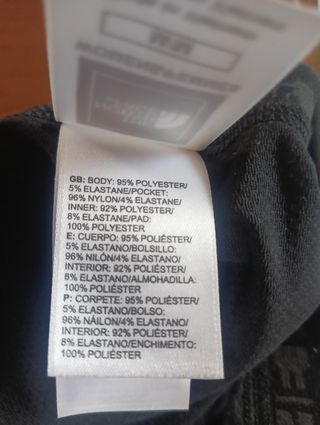 M/M
GB: BODY: 95% POLYESTER/
5% ELASTANE/POCKET:
96% NYLON/4% ELASTANE/
INNER: 92% POLYESTER/
8% ELASTANE/PAD:
100% POLYESTER
E: CUERPO: 95% POLIÉSTER/
5% ELASTANO/BOLSILLO:
96% NILÓN/4% ELASTANO/
INTERIOR: 92% POLIÉSTER/
8% ELASTANO/ALMOHADILLA:
100% POLIÉSTER
P: CORPETE: 95% POLIÉSTER/
5% ELASTANO/BOLSO:
96% NÁILON/4% ELASTANO/
INTERIOR: 92% POLIÉSTER/
8% ELASTANO/ENCHIMENTO:
100% POLIÉSTER